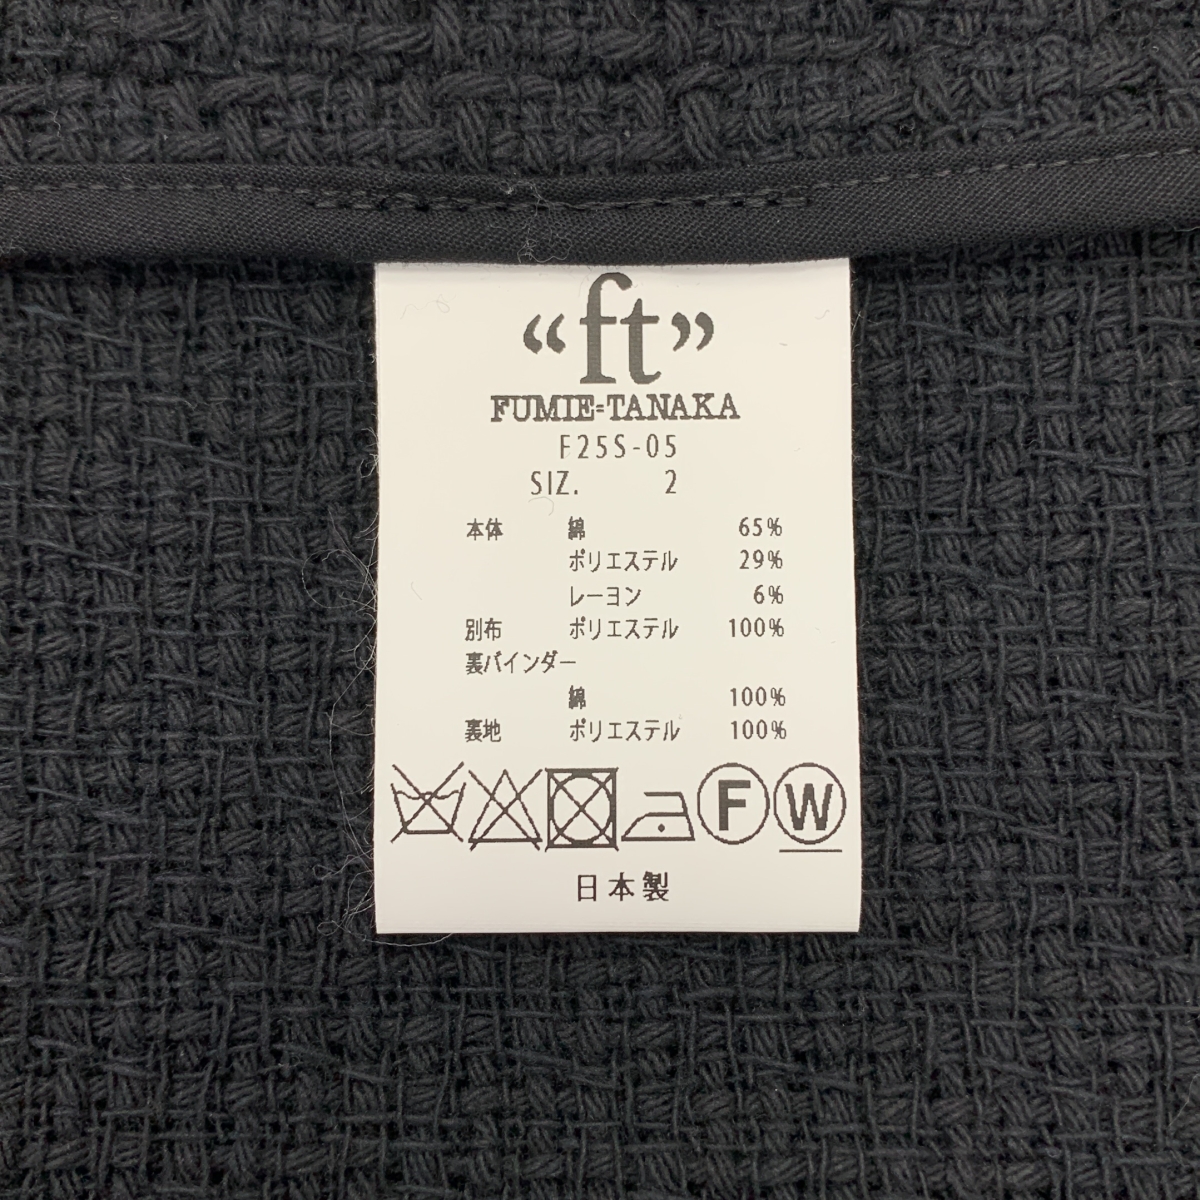 “ft”
FUMIE=TANAKA
F25S-05
SIZ. 2
本体 綿 65%
ポリエステル 29%
レーヨン 6%
別布 ポリエステル 100%
裏バインダー
綿 100%
裏地 ポリエステル 100%
F W
日本製